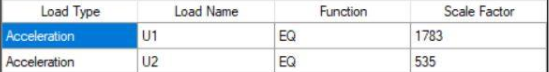 Load Type Load Name Function Scale Factor
Acceleration U1 EQ 1783
Acceleration U2 EQ 535